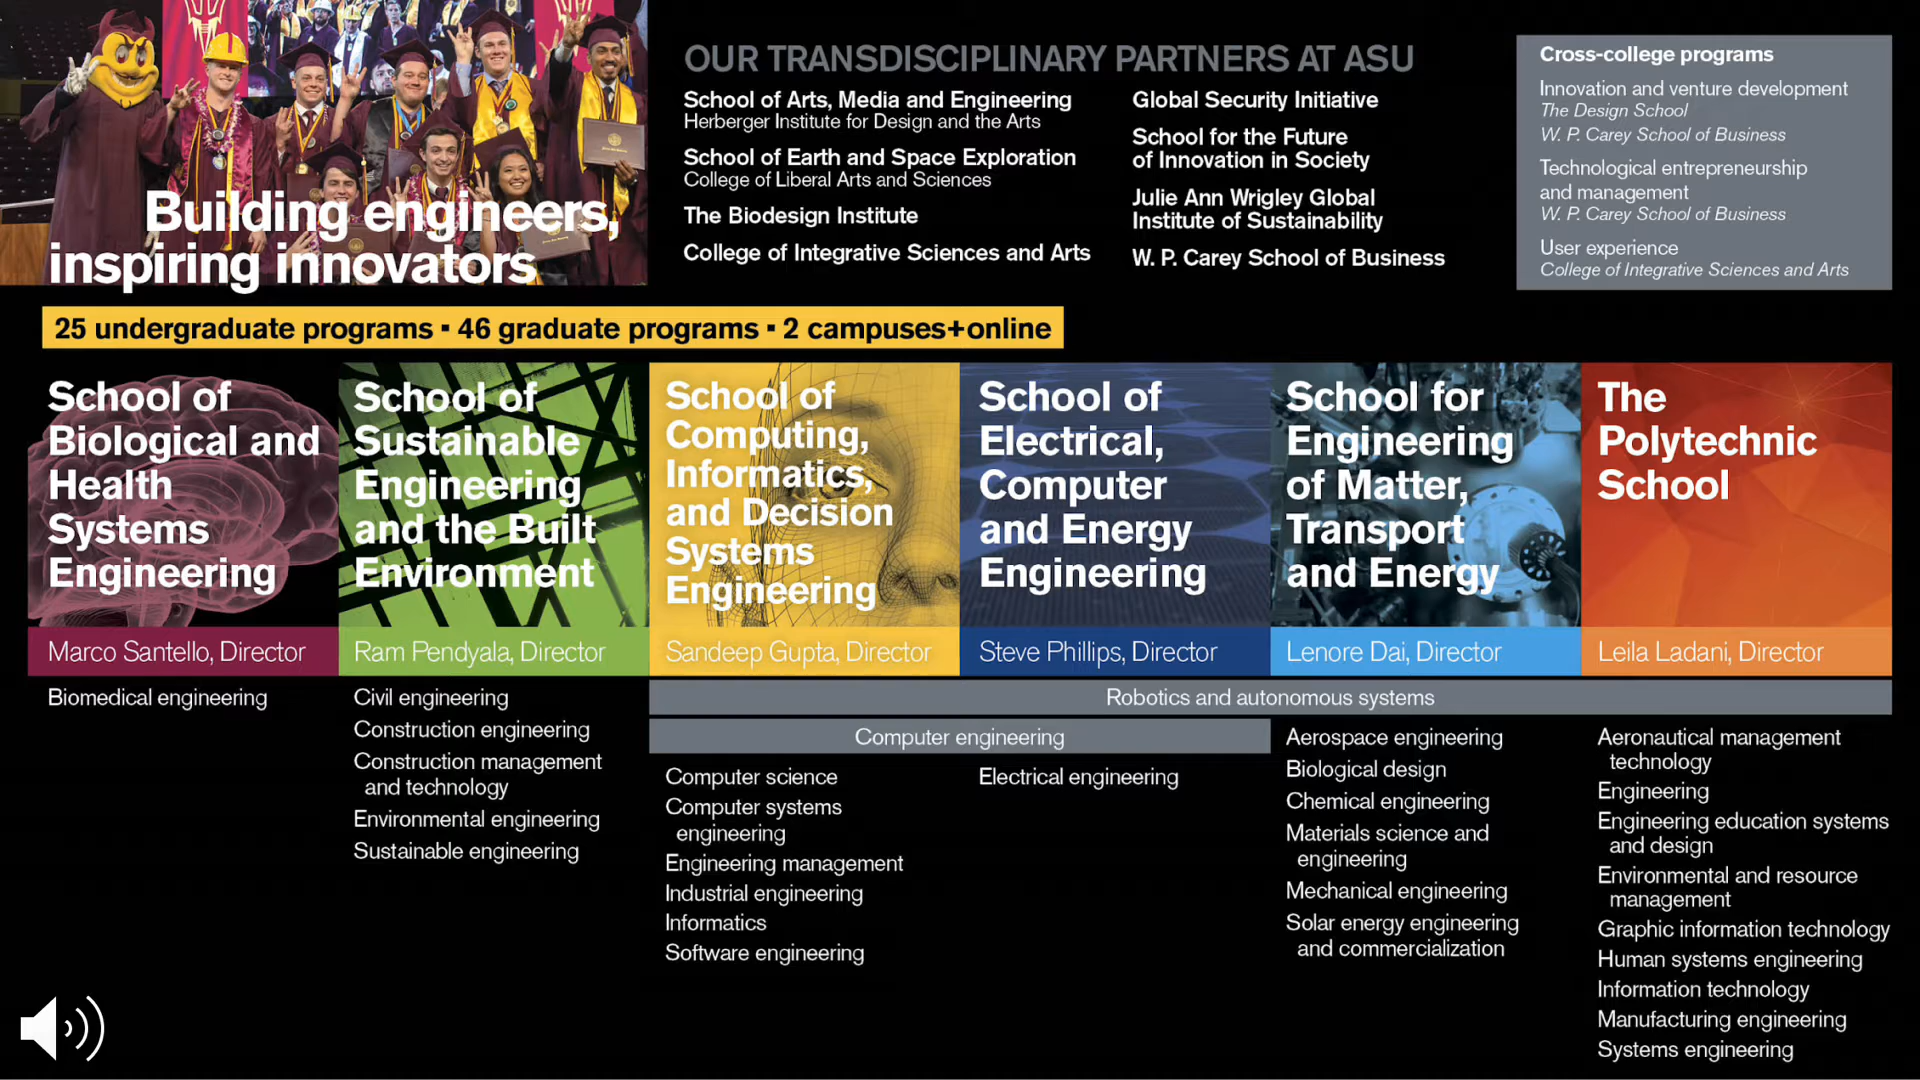 Building engineers,
inspiring innovators
OUR TRANSDISCIPLINARY PARTNERS AT ASU
School of Arts, Media and Engineering
Herberger Institute for Design and the Arts
School of Earth and Space Exploration
College of Liberal Arts and Sciences
The Biodesign Institute
College of Integrative Sciences and Arts
Global Security Initiative
School for the Future
of Innovation in Society
Julie Ann Wrigley Global
Institute of Sustainability
W. P. Carey School of Business
Cross-college programs
Innovation and venture development
The Design School
W. P. Carey School of Business
Technological entrepreneurship
and management
W. P. Carey School of Business
User experience
College of Integrative Sciences and Arts
25 undergraduate programs ▪ 46 graduate programs ▪ 2 campuses+online
School of
Biological and
Health
Systems
Engineering
Marco Santello, Director
Biomedical engineering
School of
Sustainable
Engineering
and the Built
Environment
Ram Pendyala, Director
Civil engineering
Construction engineering
Construction management
and technology
Environmental engineering
Sustainable engineering
School of
Computing,
Informatics,
and Decision
Systems
Engineering
Sandeep Gupta, Director
School of
Electrical,
Computer
and Energy
Engineering
Steve Phillips, Director
School for
Engineering
of Matter,
Transport
and Energy
Lenore Dai, Director
The
Polytechnic
School
Leila Ladani, Director
Robotics and autonomous systems
Computer engineering
Computer science
Computer systems
engineering
Engineering management
Industrial engineering
Informatics
Software engineering
Electrical engineering
Aerospace engineering
Biological design
Chemical engineering
Materials science and
engineering
Mechanical engineering
Solar energy engineering
and commercialization
Aeronautical management
technology
Engineering
Engineering education systems
and design
Environmental and resource
management
Graphic information technology
Human systems engineering
Information technology
Manufacturing engineering
Systems engineering